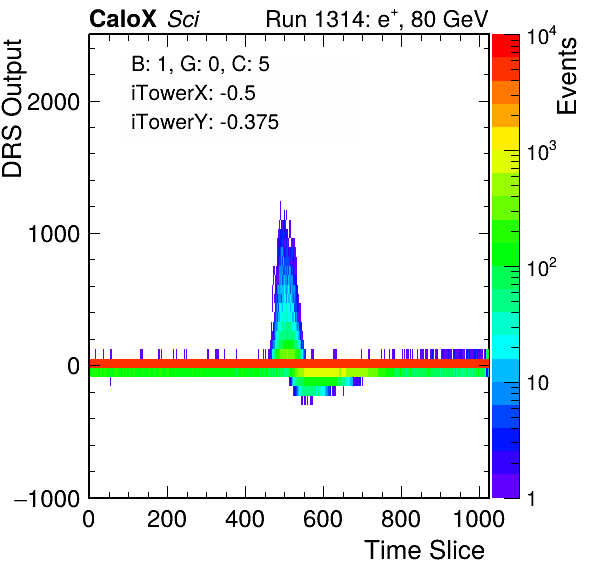 CaloX Sci Run 1314: e⁺, 80 GeV
DRS Output
Events
B: 1, G: 0, C: 5
iTowerX: -0.5
iTowerY: -0.375
2000
1000
0
−1000
0 200 400 600 800 1000
Time Slice
10⁴
10³
10²
10
1